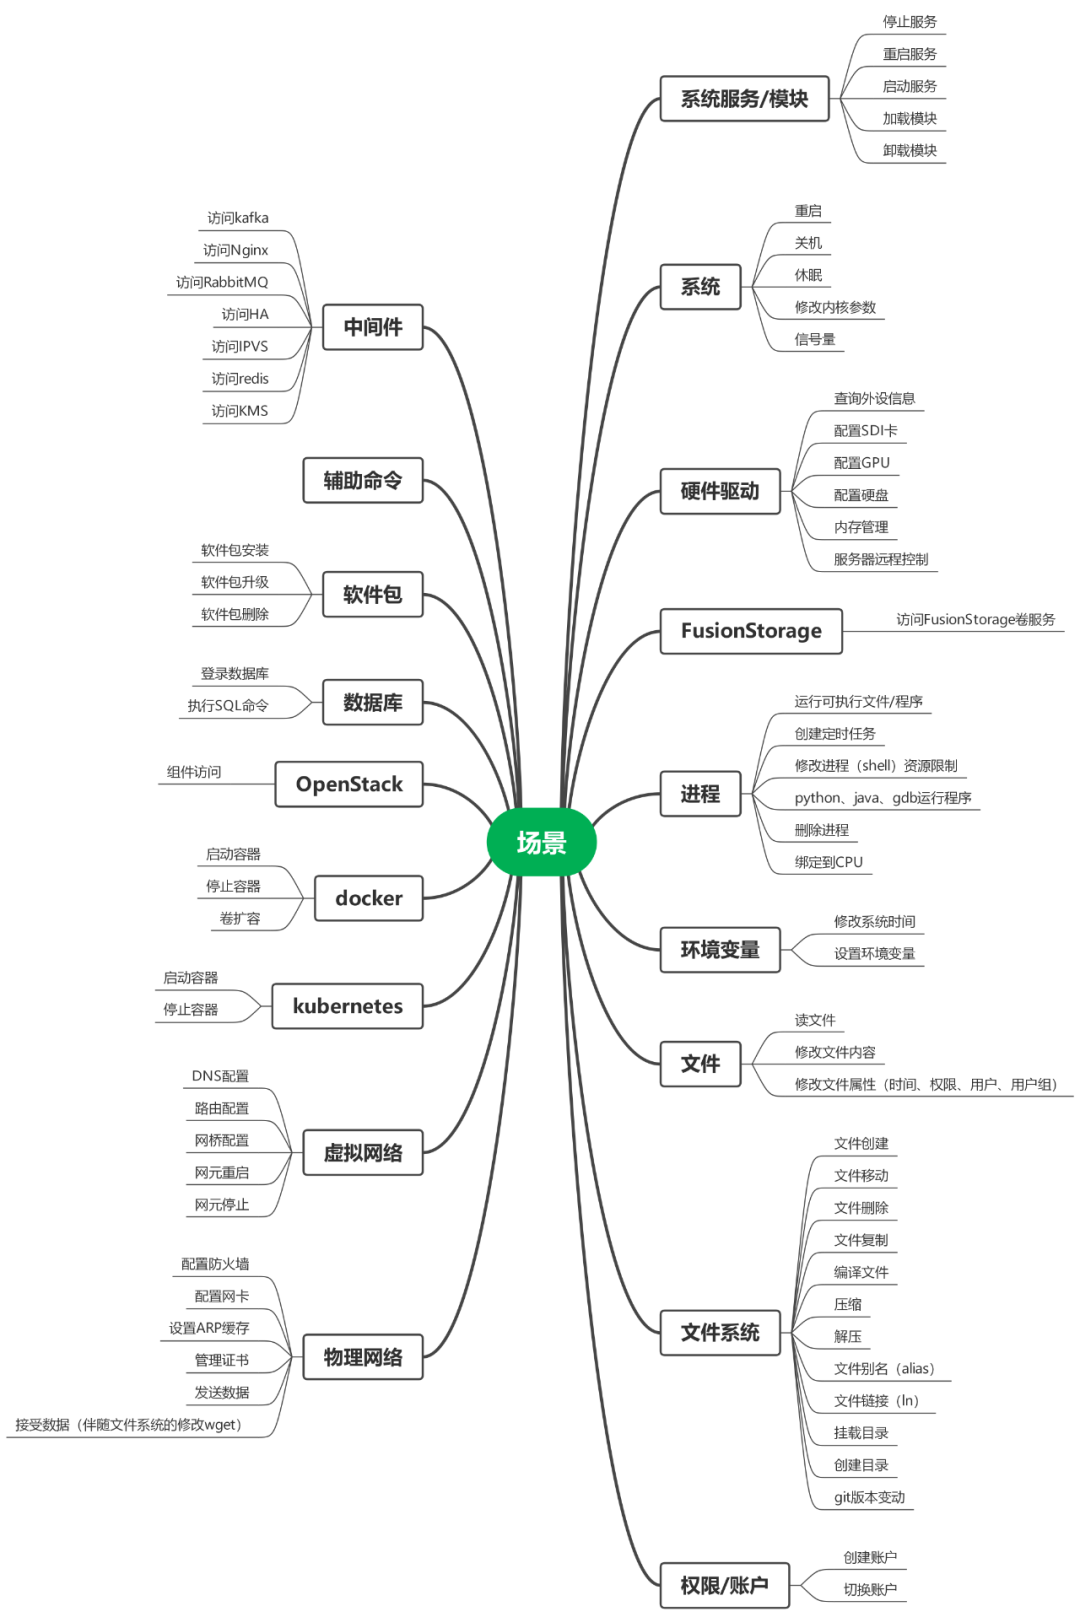 场景
系统服务/模块
停止服务
重启服务
启动服务
加载模块
卸载模块
系统
重启
关机
休眠
修改内核参数
信号量
硬件驱动
查询外设信息
配置SDI卡
配置GPU
配置硬盘
内存管理
服务器远程控制
FusionStorage
访问FusionStorage卷服务
进程
运行可执行文件/程序
创建定时任务
修改进程（shell）资源限制
python、java、gdb运行程序
删除进程
绑定到CPU
环境变量
修改系统时间
设置环境变量
文件
读文件
修改文件内容
修改文件属性（时间、权限、用户、用户组）
文件系统
文件创建
文件移动
文件删除
文件复制
编译文件
压缩
解压
文件别名（alias）
文件链接（ln）
挂载目录
创建目录
git版本变动
权限/账户
创建账户
切换账户
中间件
访问kafka
访问Nginx
访问RabbitMQ
访问HA
访问IPVS
访问redis
访问KMS
辅助命令
软件包
软件包安装
软件包升级
软件包删除
数据库
登录数据库
执行SQL命令
OpenStack
组件访问
docker
启动容器
停止容器
卷扩容
kubernetes
启动容器
停止容器
虚拟网络
DNS配置
路由配置
网桥配置
网元重启
网元停止
物理网络
配置防火墙
配置网卡
设置ARP缓存
管理证书
发送数据
接受数据（伴随文件系统的修改wget）